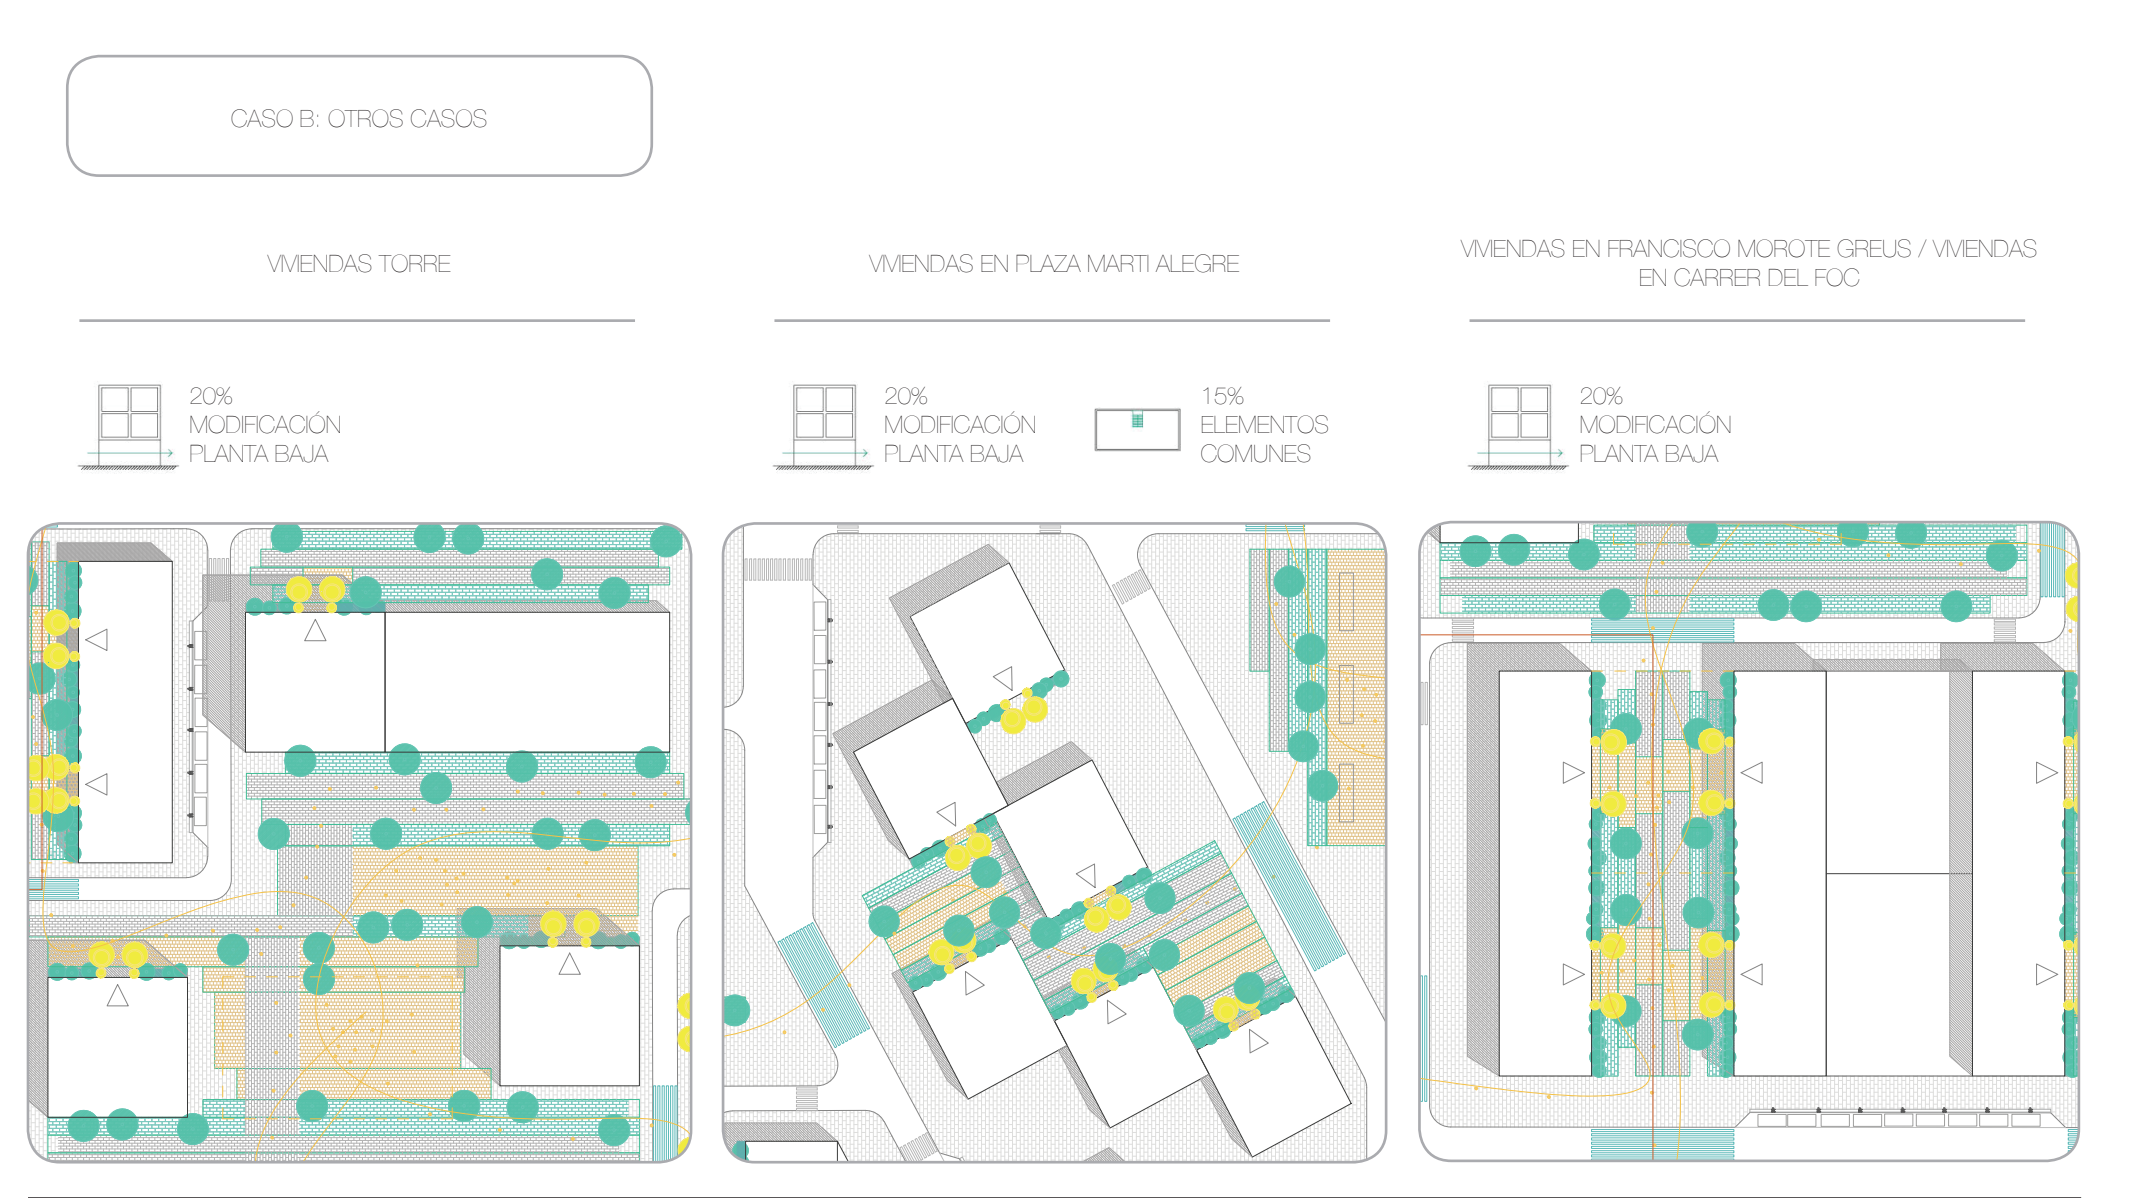 CASO B: OTROS CASOS
VIVIENDAS TORRE
20%
MODIFICACIÓN
PLANTA BAJA
VIVIENDAS EN PLAZA MARTI ALEGRE
20%
MODIFICACIÓN
PLANTA BAJA
15%
ELEMENTOS
COMUNES
VIVIENDAS EN FRANCISCO MOROTE GREUS / VIVIENDAS
EN CARRER DEL FOC
20%
MODIFICACIÓN
PLANTA BAJA